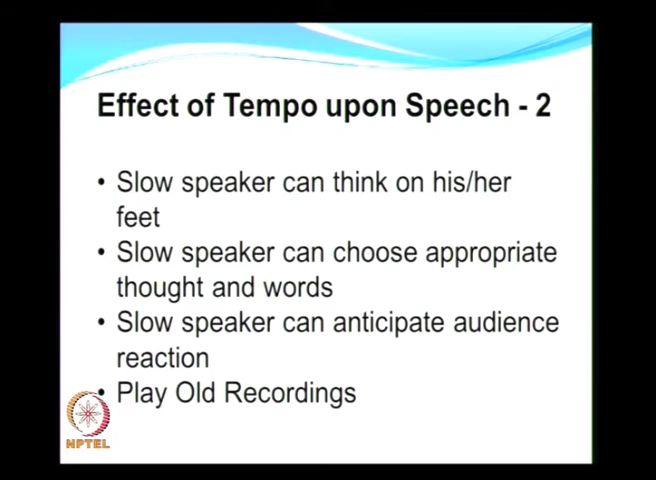 Effect of Tempo upon Speech - 2
• Slow speaker can think on his/her
feet
• Slow speaker can choose appropriate
thought and words
• Slow speaker can anticipate audience
reaction
• Play Old Recordings
NPTEL